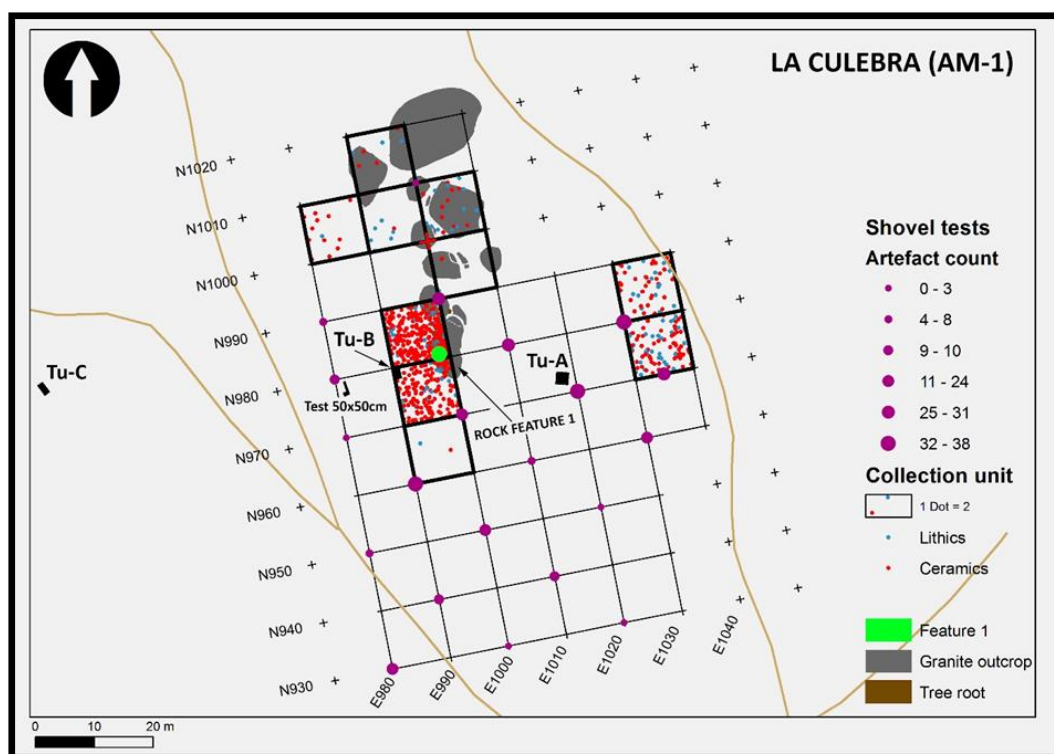 LA CULEBRA (AM-1)
N1020
N1010
N1000
N990
N980
N970
N960
N950
N940
N930
E980
E990
E1000
E1010
E1020
E1030
E1040
Tu-B
Tu-A
Tu-C
Test 50x50cm
ROCK FEATURE 1
Shovel tests
Artefact count
0 - 3
4 - 8
9 - 10
11 - 24
25 - 31
32 - 38
Collection unit
1 Dot = 2
Lithics
Ceramics
Feature 1
Granite outcrop
Tree root
0 10 20 m